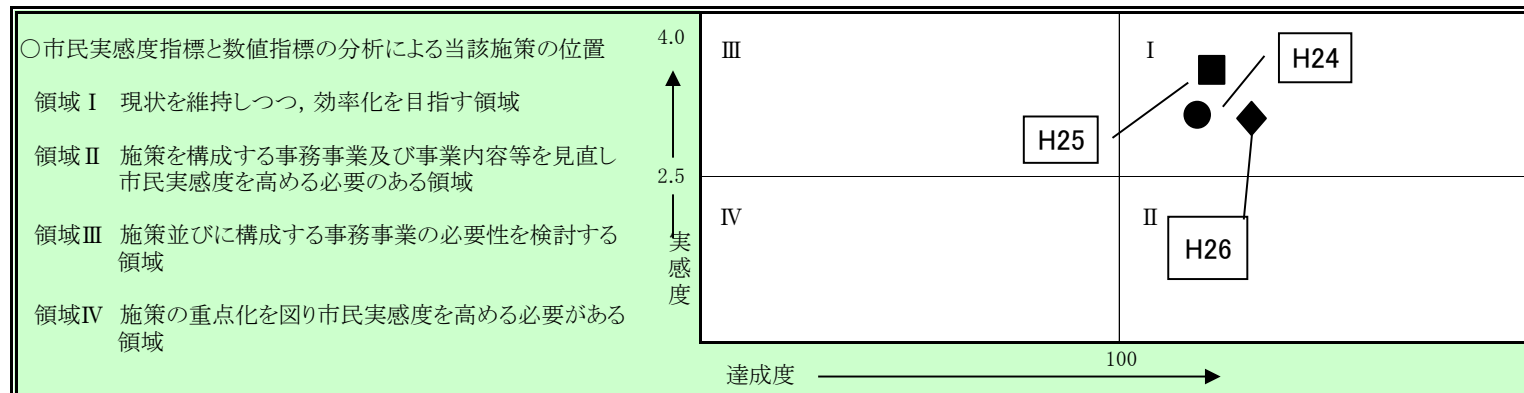 ○市民実感度指標と数値指標の分析による当該施策の位置
領域Ⅰ 現状を維持しつつ，効率化を目指す領域
領域Ⅱ 施策を構成する事務事業及び事業内容等を見直し
市民実感度を高める必要のある領域
領域Ⅲ 施策並びに構成する事務事業の必要性を検討する
領域
領域Ⅳ 施策の重点化を図り市民実感度を高める必要がある
領域
4.0
2.5
実感度
Ⅲ
Ⅰ
H24
H25
Ⅳ
Ⅱ
H26
100
達成度